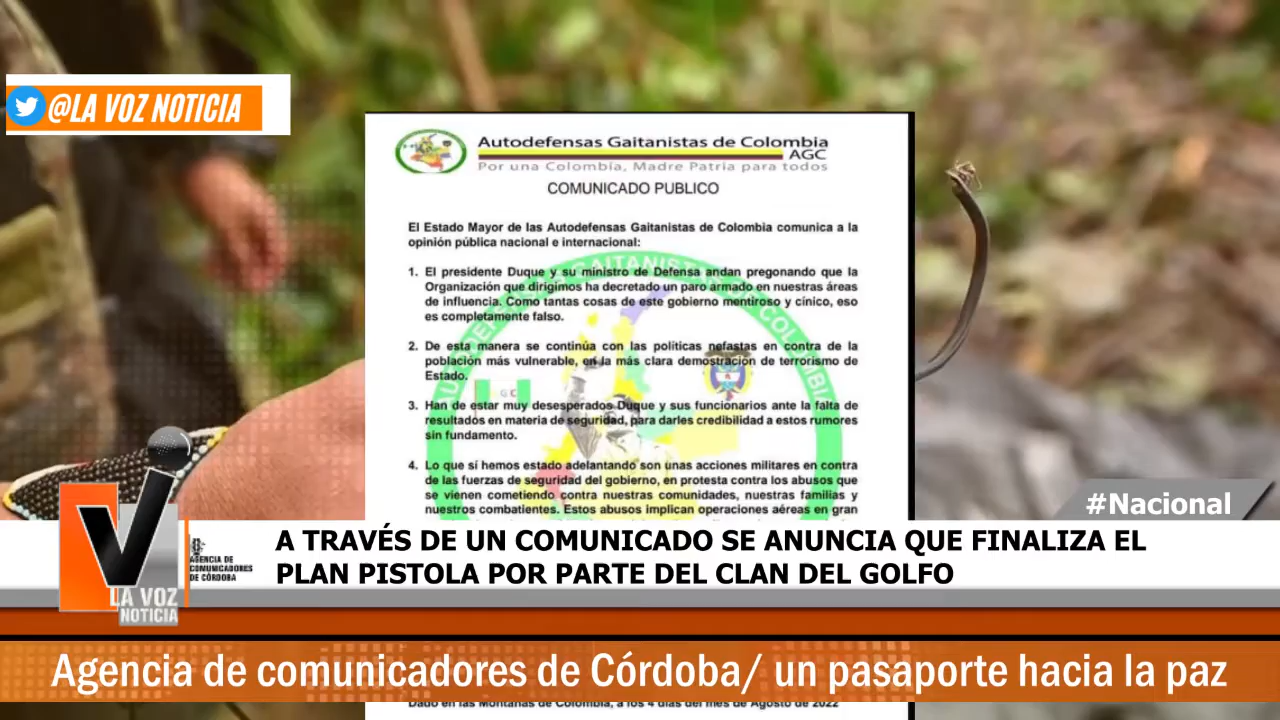 @LA VOZ NOTICIA
Autodefensas Gaitanistas de Colombia
AGC
Por una Colombia, Madre Patria para todos
COMUNICADO PUBLICO
El Estado Mayor de las Autodefensas Gaitanistas de Colombia comunica a la
opinión pública nacional e internacional:
1. El presidente Duque y su ministro de Defensa andan pregonando que la
Organización que dirigimos ha decretado un paro armado en nuestras áreas
de influencia. Como tantas cosas de este gobierno mentiroso y cínico, eso
es completamente falso.
2. De esta manera se continúa con las políticas nefastas en contra de la
población más vulnerable, en la más clara demostración de terrorismo de
Estado.
3. Han de estar muy desesperados Duque y sus funcionarios ante la falta de
resultados en materia de seguridad, para darles credibilidad a estos rumores
sin fundamento.
4. Lo que sí hemos estado adelantando son unas acciones militares en contra
de las fuerzas de seguridad del gobierno, en protesta contra los abusos que
se vienen cometiendo contra nuestras comunidades, nuestras familias y
nuestros combatientes. Estos abusos implican operaciones aéreas en gran
#Nacional
A TRAVÉS DE UN COMUNICADO SE ANUNCIA QUE FINALIZA EL
PLAN PISTOLA POR PARTE DEL CLAN DEL GOLFO
AGENCIA DE
COMUNICADORES
DE CÓRDOBA
LA VOZ
NOTICIA
Agencia de comunicadores de Córdoba/ un pasaporte hacia la paz
Dado en las Montañas de Colombia, a los 4 días del mes de Agosto de 2022